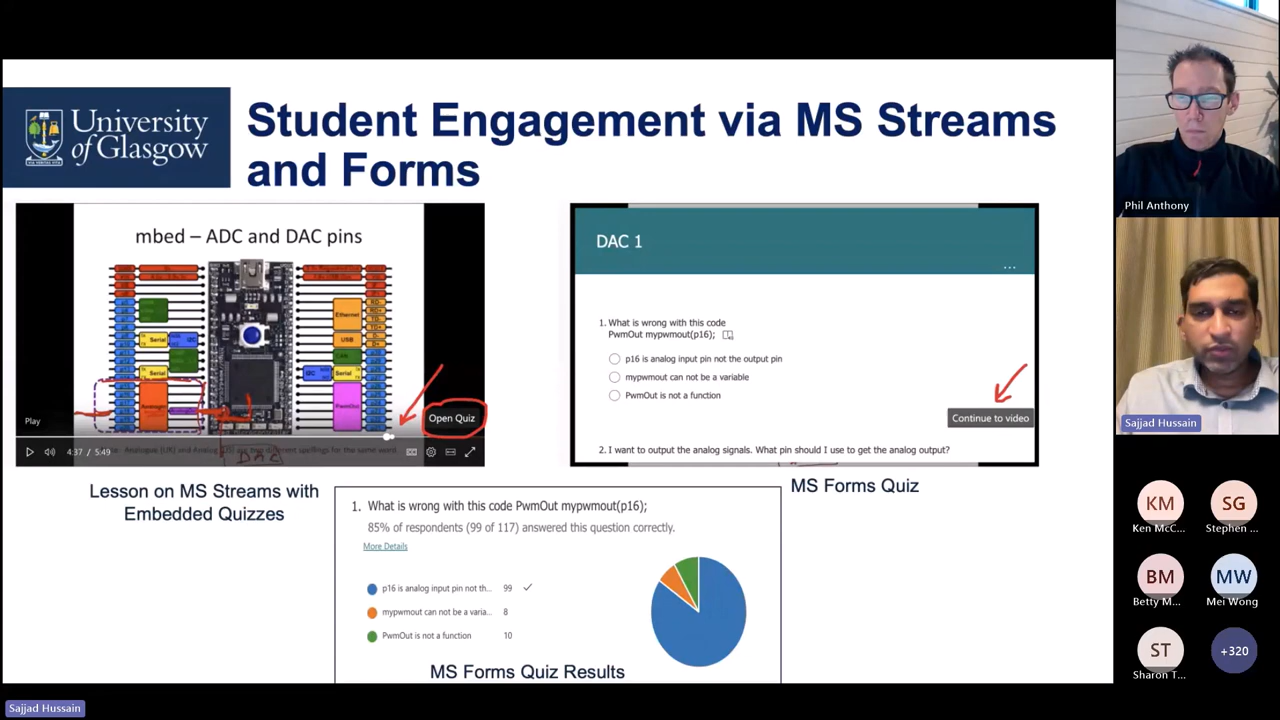 University
of Glasgow
Student Engagement via MS Streams
and Forms
mbed – ADC and DAC pins
Ethernet
USB
CAN
Serial
Serial
Serial
PwmOut
Play
Open Quiz
4:37 / 5:49
DAC
Lesson on MS Streams with
Embedded Quizzes
DAC 1
...
1. What is wrong with this code
PwmOut mypwmout(p16);
p16 is analog input pin not the output pin
mypwmout can not be a variable
PwmOut is not a function
Continue to video
2. I want to output the analog signals. What pin should I use to get the analog output?
MS Forms Quiz
1. What is wrong with this code PwmOut mypwmout(p16);
85% of respondents (99 of 117) answered this question correctly.
More Details
p16 is analog input pin not th... 99
mypwmout can not be a varia... 8
PwmOut is not a function 10
MS Forms Quiz Results
Phil Anthony
Sajjad Hussain
KM
Ken McC...
SG
Stephen ...
BM
Betty M...
MW
Mei Wong
ST
Sharon T...
+320
Sajjad Hussain